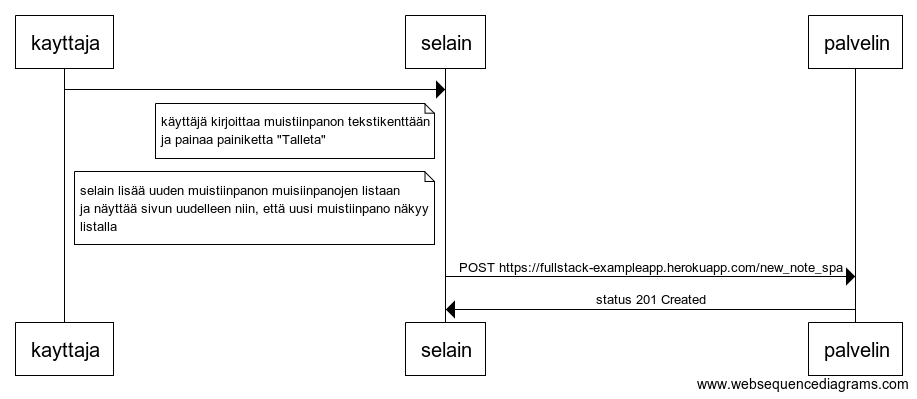 kayttaja
selain
palvelin
käyttäjä kirjoittaa muistiinpanon tekstikenttään
ja painaa painiketta "Talleta"
selain lisää uuden muistiinpanon muisiinpanojen listaan
ja näyttää sivun uudelleen niin, että uusi muistiinpano näkyy
listalla
POST https://fullstack-exampleapp.herokuapp.com/new_note_spa
status 201 Created
kayttaja
selain
palvelin
www.websequencediagrams.com